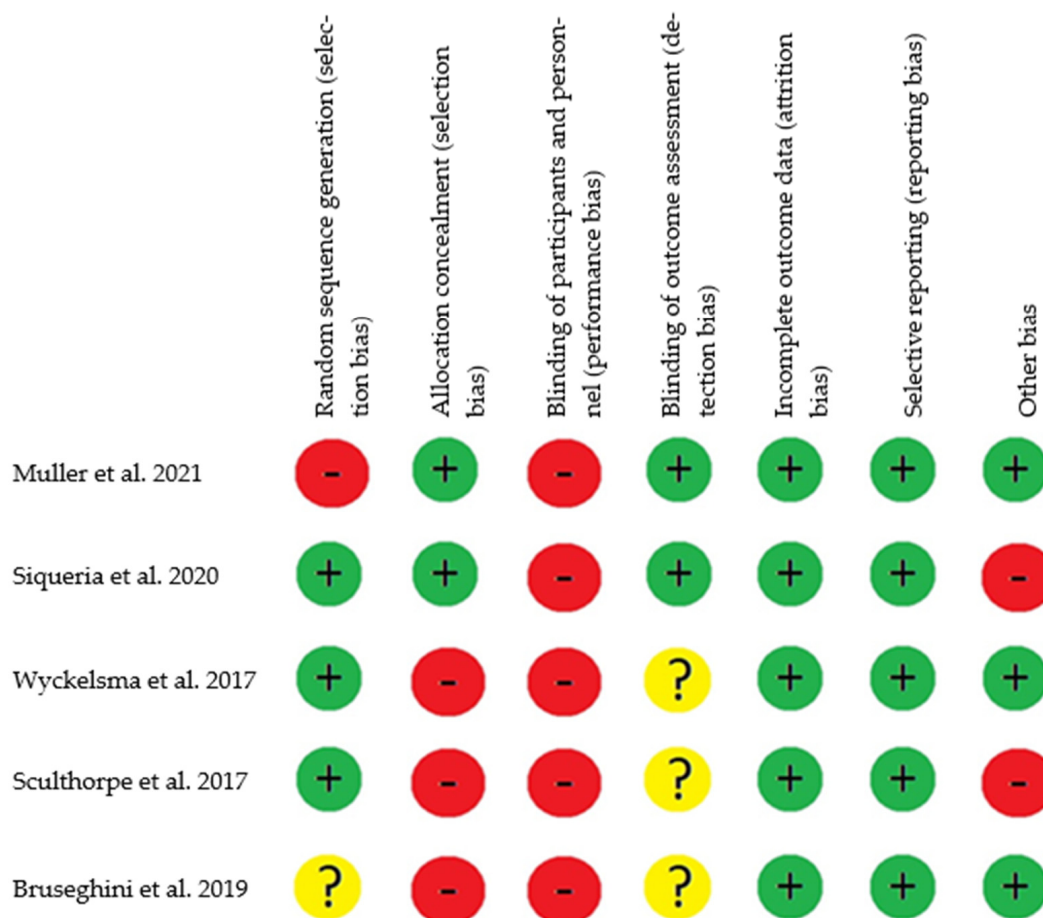 Random sequence generation (selec-
tion bias)
Allocation concealment (selection
bias)
Blinding of participants and person-
nel (performance bias)
Blinding of outcome assessment (de-
tection bias)
Incomplete outcome data (attrition
bias)
Selective reporting (reporting bias)
Other bias
Muller et al. 2021 - + - + + + +
Siqueria et al. 2020 + + - + + + -
Wyckelsma et al. 2017 + - - ? + + +
Sculthorpe et al. 2017 + - - ? + + -
Bruseghini et al. 2019 ? - - ? + + +